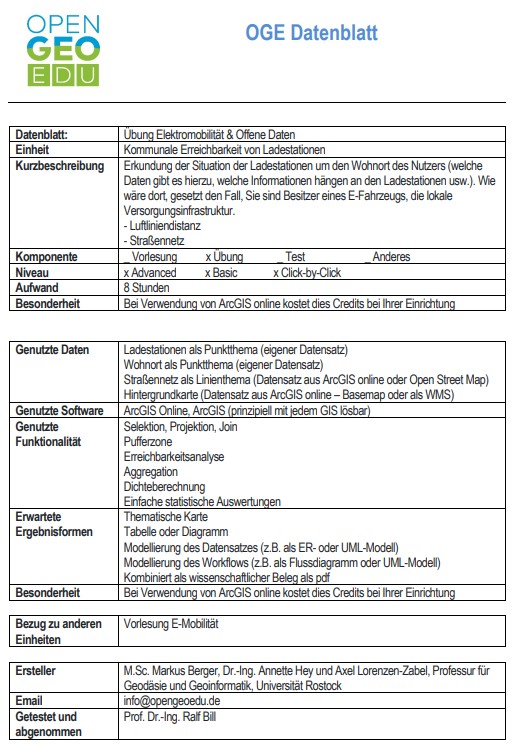 OPEN
GEO
EDU
OGE Datenblatt
Datenblatt: Übung Elektromobilität & Offene Daten
Einheit Kommunale Erreichbarkeit von Ladestationen
Kurzbeschreibung Erkundung der Situation der Ladestationen um den Wohnort des Nutzers (welche
Daten gibt es hierzu, welche Informationen hängen an den Ladestationen usw.). Wie
wäre dort, gesetzt den Fall, Sie sind Besitzer eines E-Fahrzeugs, die lokale
Versorgungsinfrastruktur.
- Luftliniendistanz
- Straßennetz
Komponente _ Vorlesung x Übung _ Test _ Anderes
Niveau x Advanced x Basic x Click-by-Click
Aufwand 8 Stunden
Besonderheit Bei Verwendung von ArcGIS online kostet dies Credits bei Ihrer Einrichtung
Genutzte Daten Ladestationen als Punktthema (eigener Datensatz)
Wohnort als Punktthema (eigener Datensatz)
Straßennetz als Linienthema (Datensatz aus ArcGIS online oder Open Street Map)
Hintergrundkarte (Datensatz aus ArcGIS online – Basemap oder als WMS)
Genutzte Software ArcGIS Online, ArcGIS (prinzipiell mit jedem GIS lösbar)
Genutzte Selektion, Projektion, Join
Funktionalität Pufferzone
Erreichbarkeitsanalyse
Aggregation
Dichteberechnung
Einfache statistische Auswertungen
Erwartete Thematische Karte
Ergebnisformen Tabelle oder Diagramm
Modellierung des Datensatzes (z.B. als ER- oder UML-Modell)
Modellierung des Workflows (z.B. als Flussdiagramm oder UML-Modell)
Kombiniert als wissenschaftlicher Beleg als pdf
Besonderheit Bei Verwendung von ArcGIS online kostet dies Credits bei Ihrer Einrichtung
Bezug zu anderen Vorlesung E-Mobilität
Einheiten
Ersteller M.Sc. Markus Berger, Dr.-Ing. Annette Hey und Axel Lorenzen-Zabel, Professur für
Geodäsie und Geoinformatik, Universität Rostock
Email info@opengeoedu.de
Getestet und Prof. Dr.-Ing. Ralf Bill
abgenommen